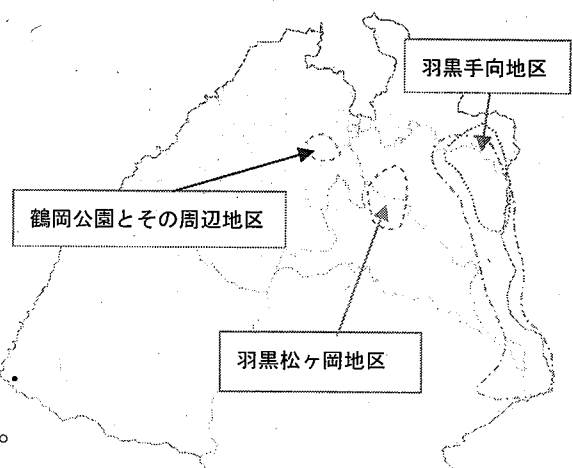 羽黒手向地区
鶴岡公園とその周辺地区
羽黒松ヶ岡地区
。